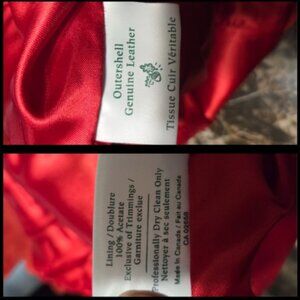 Outershell
Genuine Leather
Tissue Cuir Véritable
Lining / Doublure
100% Acetate
Exclusive of Trimmings /
Garniture exclue
Professionally Dry Clean Only
Nettoyer à sec seulement
Made In Canada / Fait au Canada
CA 02568